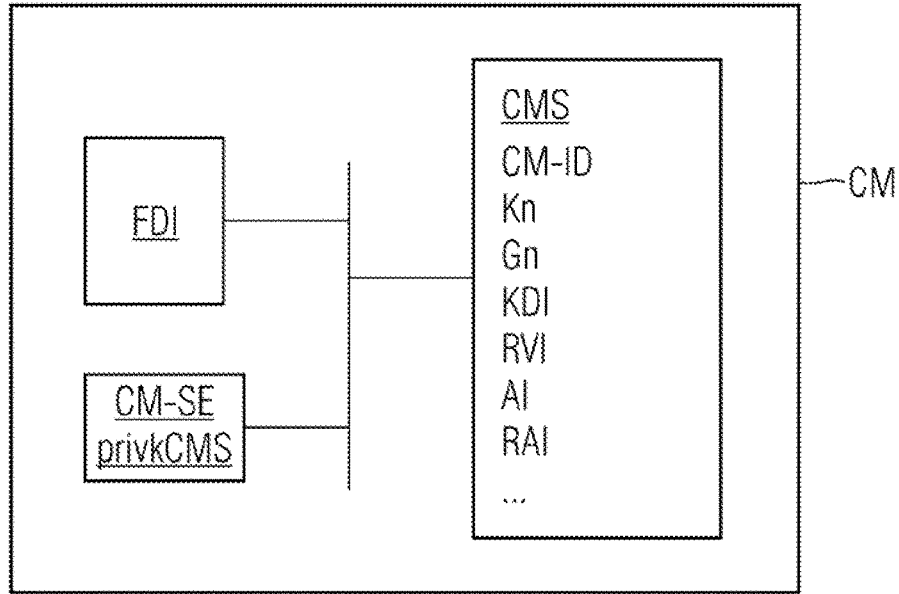 FDI
CM-SE
privkCMS
CMS
CM-ID
Kn
Gn
KDI
RVI
AI
RAI
...
CM